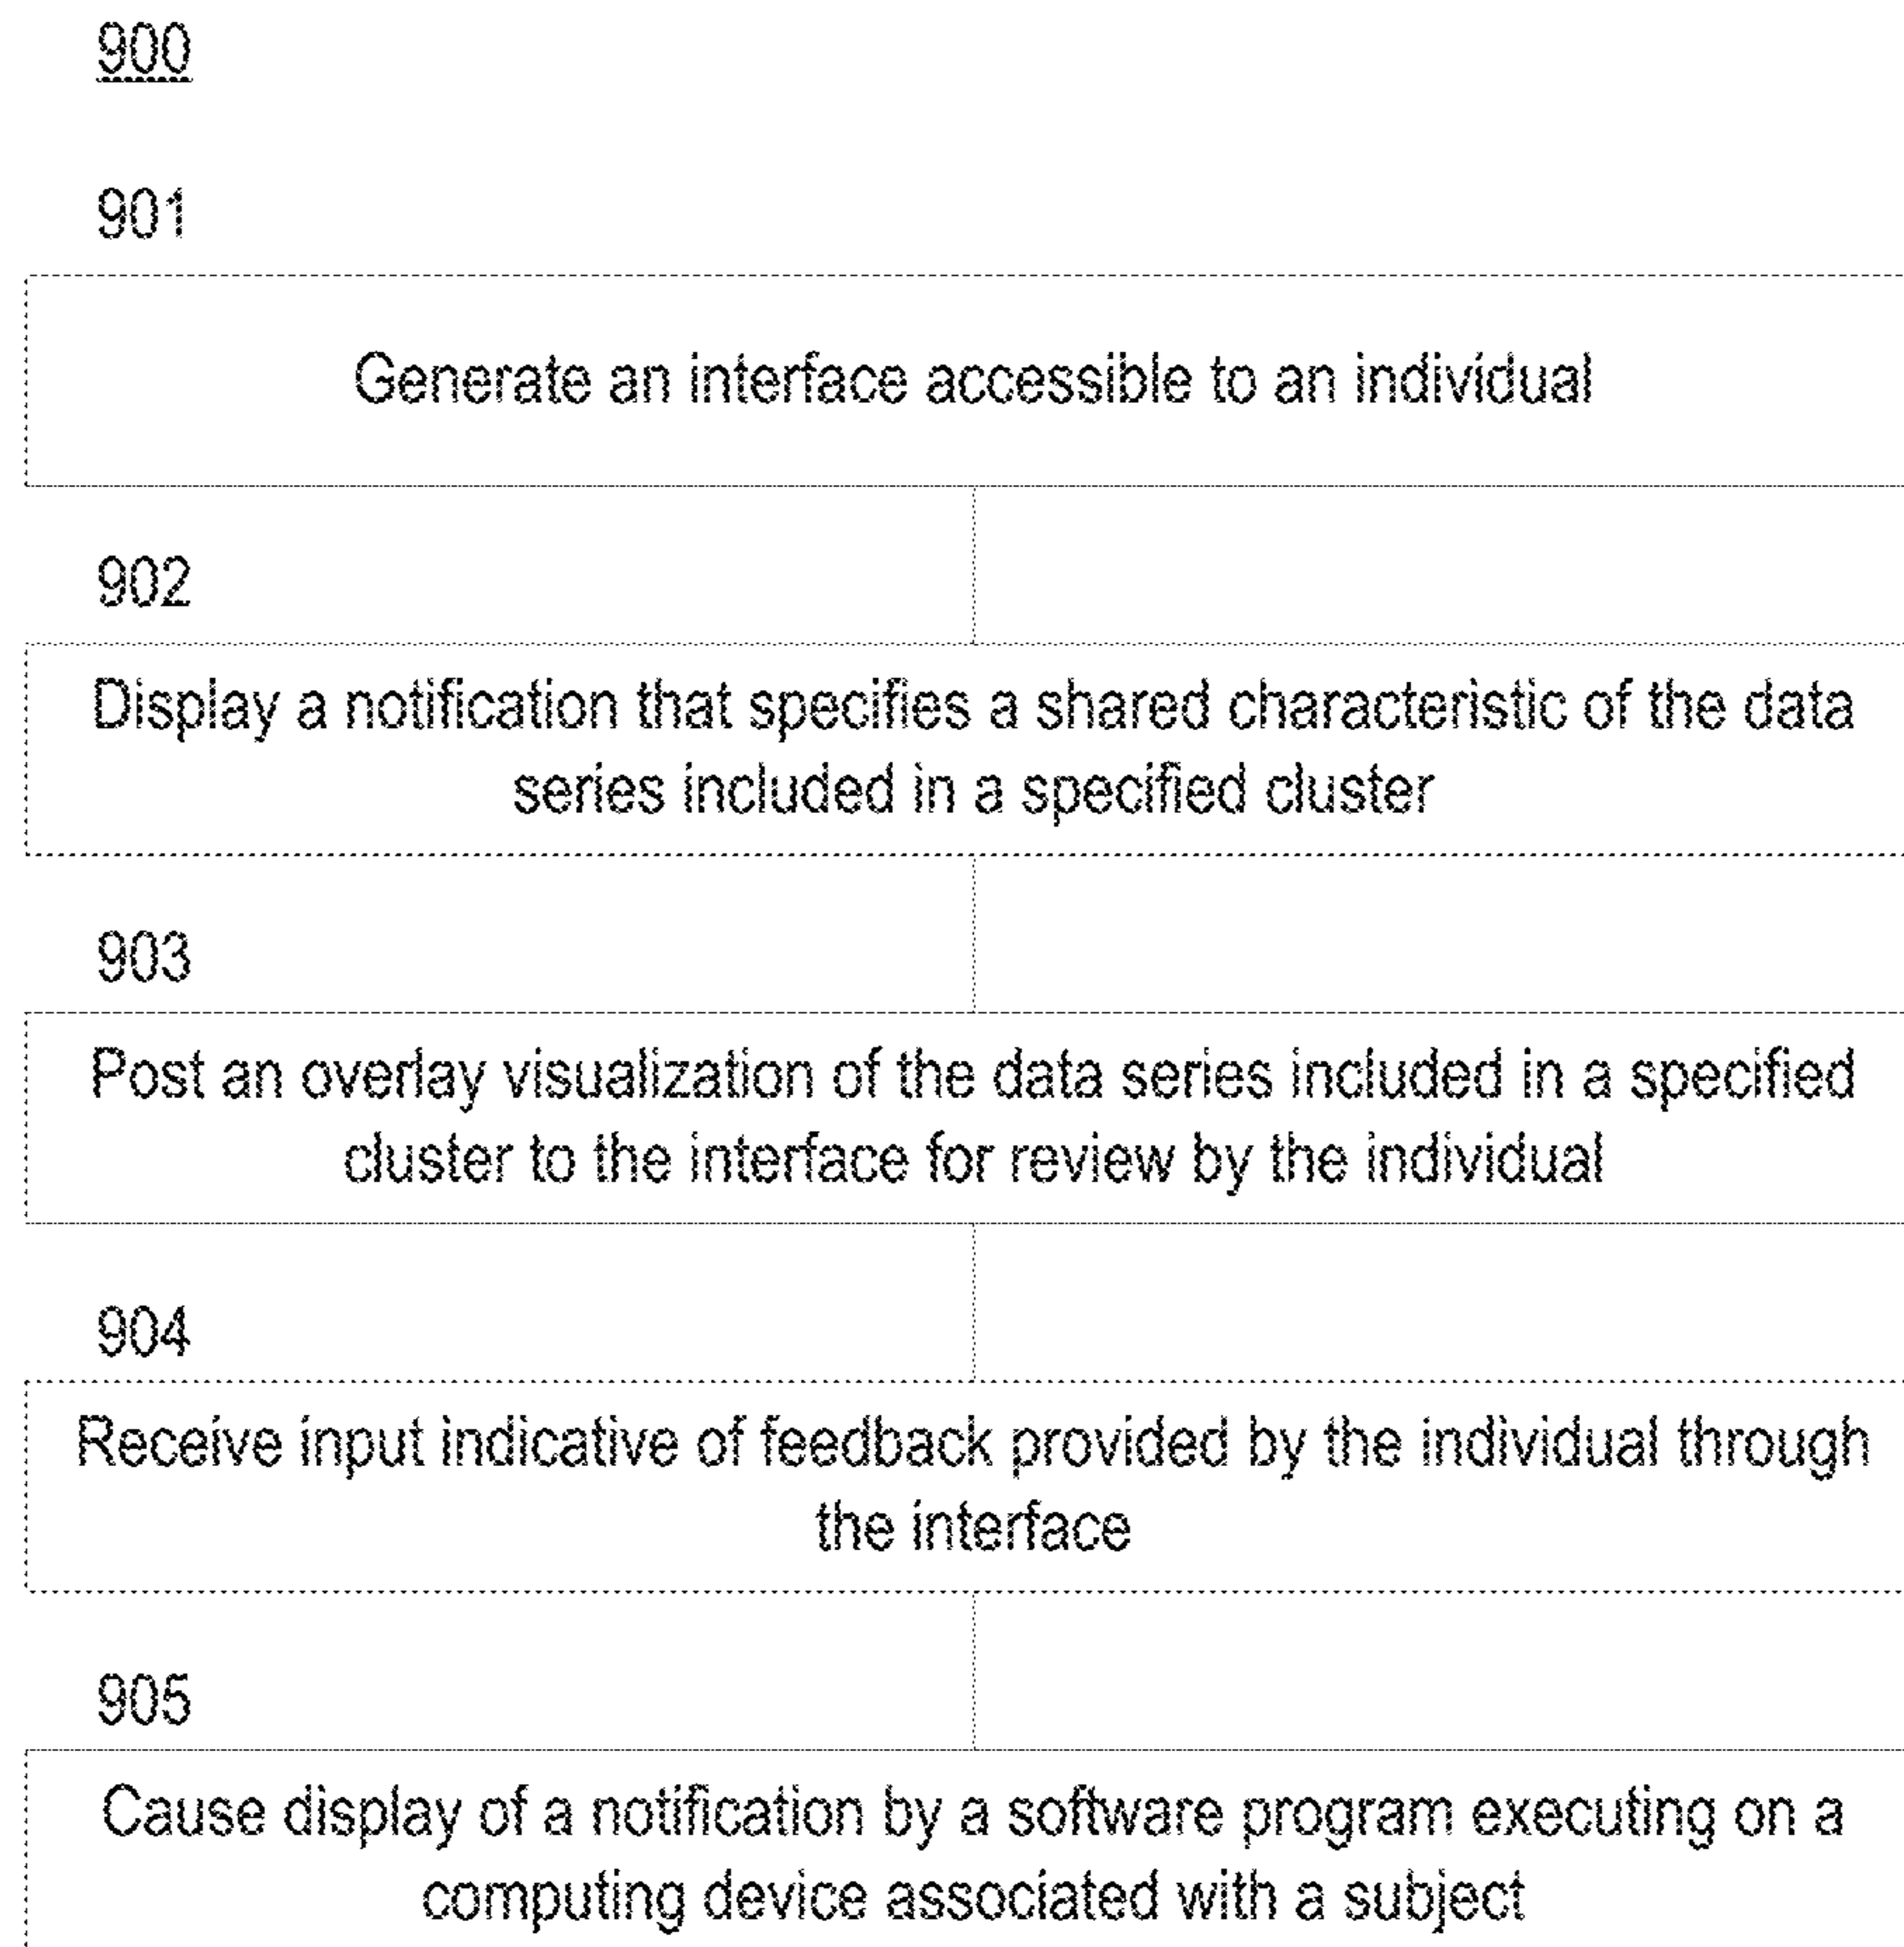 900
901
Generate an interface accessible to an individual
902
Display a notification that specifies a shared characteristic of the data
series included in a specified cluster
903
Post an overlay visualization of the data series included in a specified
cluster to the interface for review by the individual
904
Receive input indicative of feedback provided by the individual through
the interface
905
Cause display of a notification by a software program executing on a
computing device associated with a subject